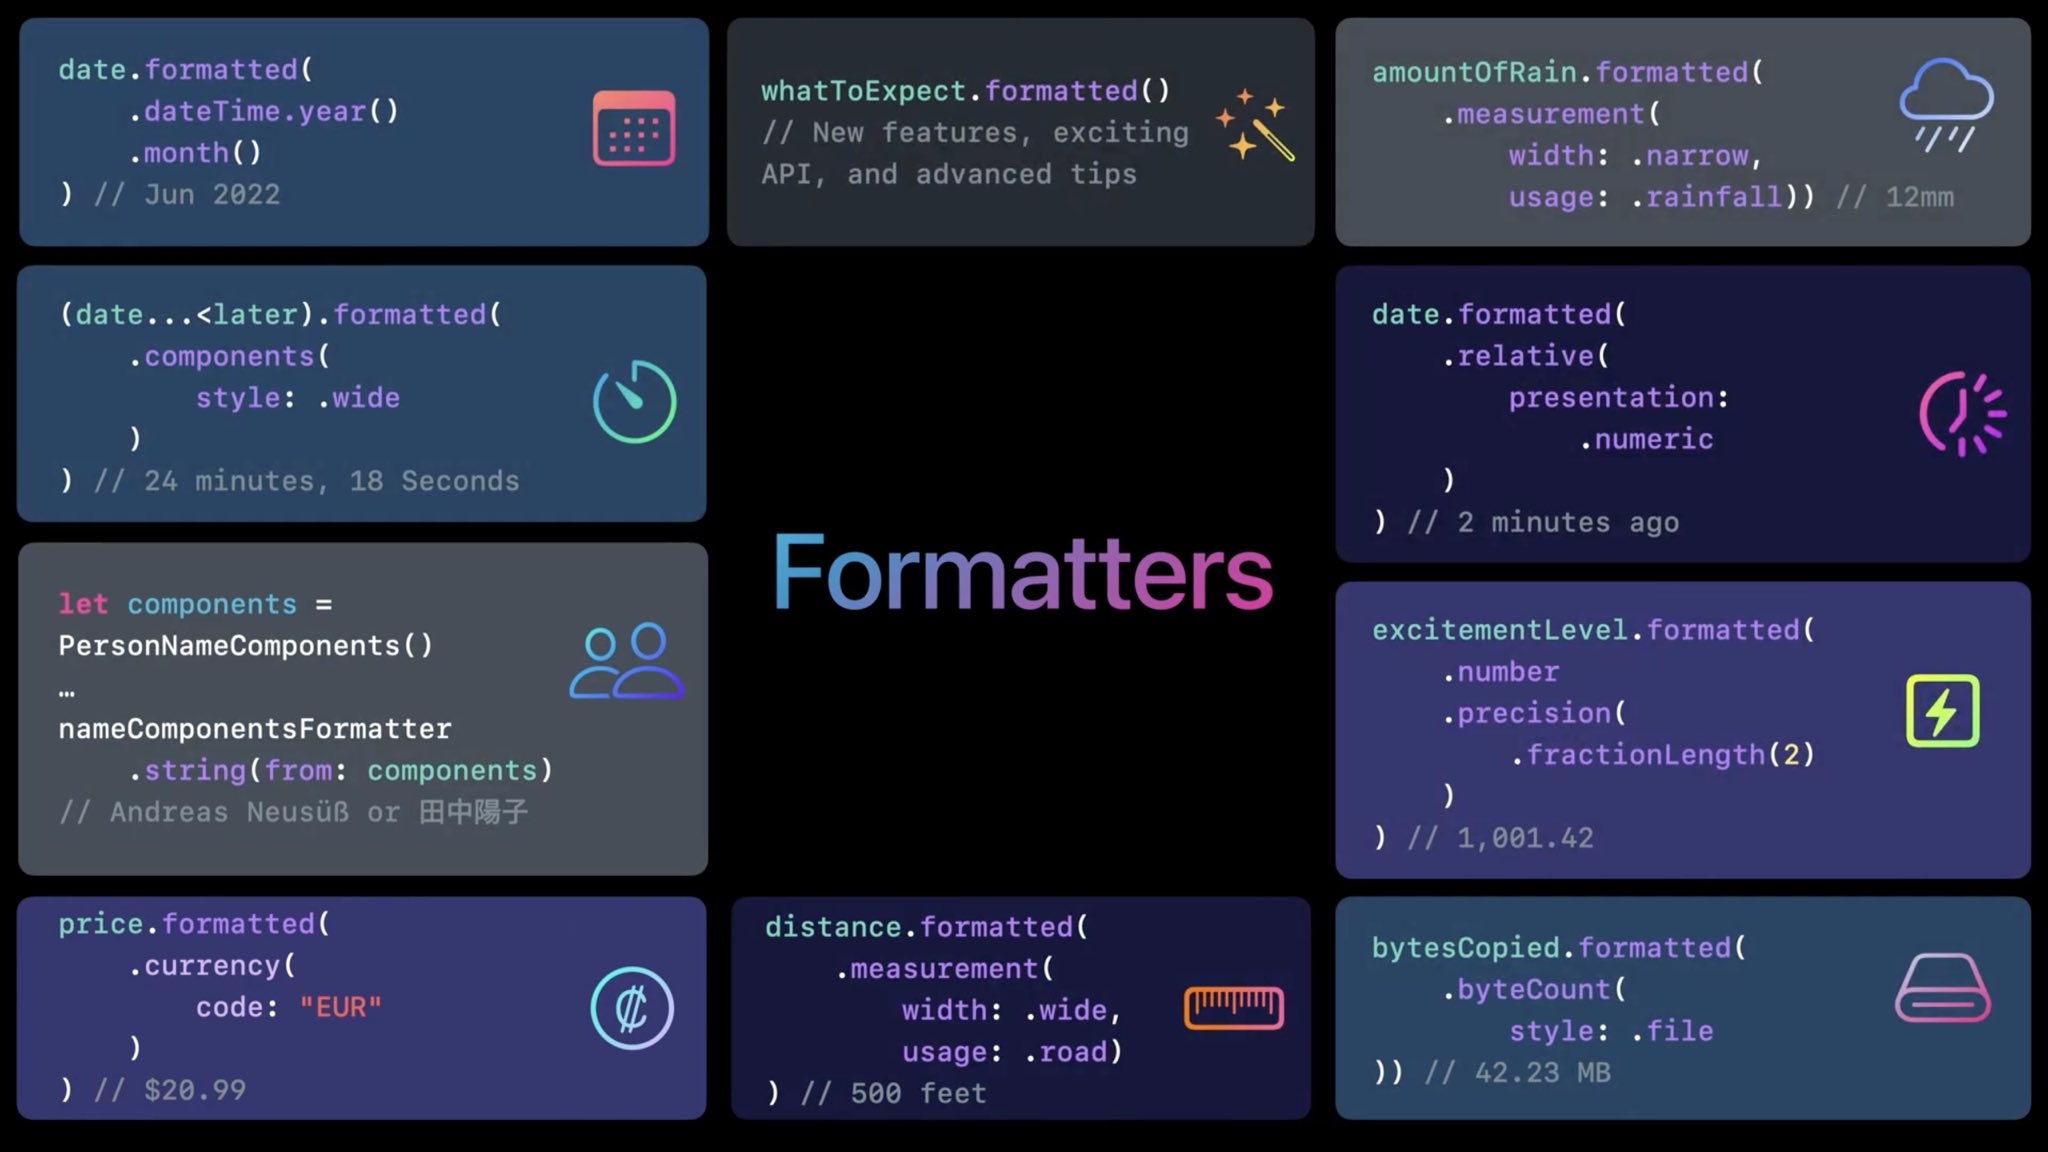 date.formatted(
.dateTime.year()
.month()
) // Jun 2022
whatToExpect.formatted()
// New features, exciting
API, and advanced tips
amountOfRain.formatted(
.measurement(
width: .narrow,
usage: .rainfall)) // 12mm
(date...<later).formatted(
.components(
style: .wide
)
) // 24 minutes, 18 Seconds
date.formatted(
.relative(
presentation:
.numeric
)
) // 2 minutes ago
Formatters
let components =
PersonNameComponents()
…
nameComponentsFormatter
.string(from: components)
// Andreas Neusüß or 田中陽子
excitementLevel.formatted(
.number
.precision(
.fractionLength(2)
)
) // 1,001.42
price.formatted(
.currency(
code: "EUR"
)
) // $20.99
distance.formatted(
.measurement(
width: .wide,
usage: .road)
) // 500 feet
bytesCopied.formatted(
.byteCount(
style: .file
)) // 42.23 MB